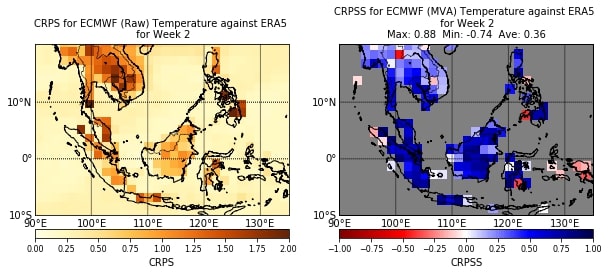 CRPS for ECMWF (Raw) Temperature against ERA5
for Week 2
10°N
0°
10°S
90°E 100°E 110°E 120°E 130°E
0.00 0.25 0.50 0.75 1.00 1.25 1.50 1.75 2.00
CRPS
CRPSS for ECMWF (MVA) Temperature against ERA5
for Week 2
Max: 0.88 Min: -0.74 Ave: 0.36
10°N
0°
10°S
90°E 100°E 110°E 120°E 130°E
−1.00 −0.75 −0.50 −0.25 0.00 0.25 0.50 0.75 1.00
CRPSS